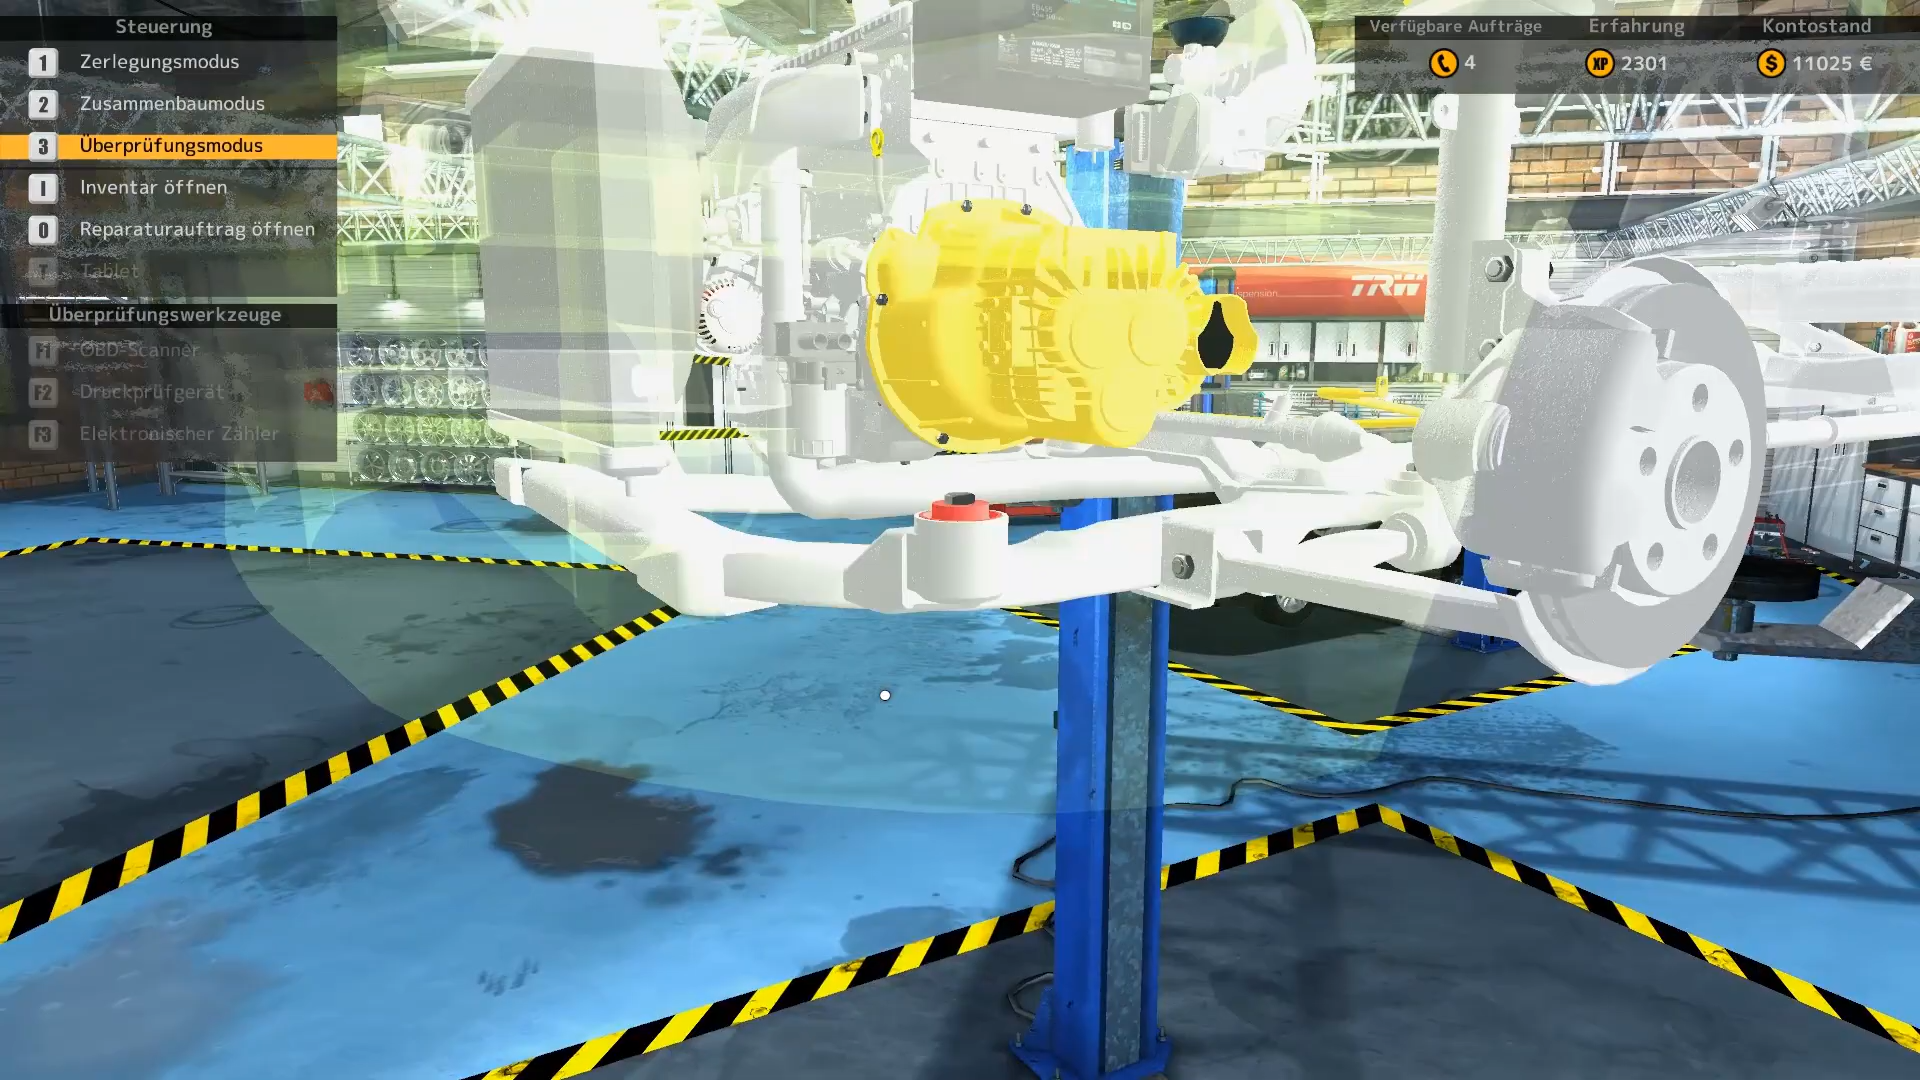 Steuerung
1 Zerlegungsmodus
2 Zusammenbaumodus
3 Überprüfungsmodus
I Inventar öffnen
O Reparaturauftrag öffnen
T Tablet
Überprüfungswerkzeuge
F1 OBD-Scanner
F2 Druckprüfgerät
F3 Elektronischer Zähler
Verfügbare Aufträge Erfahrung Kontostand
4 XP 2301 $ 11025 €
TRW